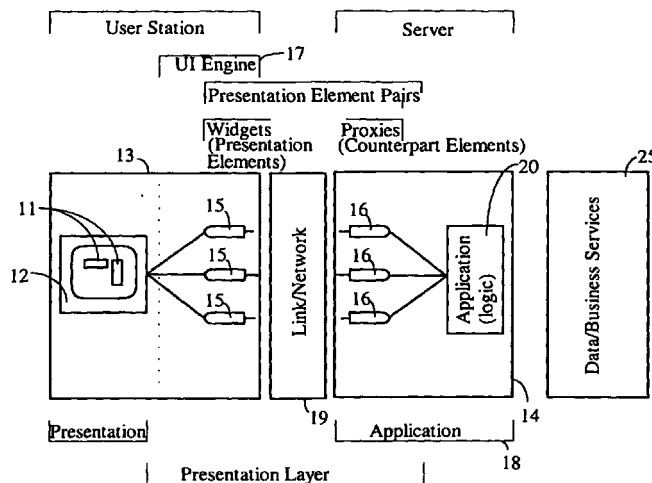 User Station
Server
17
UI Engine
Presentation Element Pairs
Widgets
(Presentation
Elements)
Proxies
(Counterpart Elements)
13
20
25
11
12
15
15
15
16
16
16
Link/Network
Application
(logic)
Data/Business Services
19
14
Presentation
Application
18
Presentation Layer